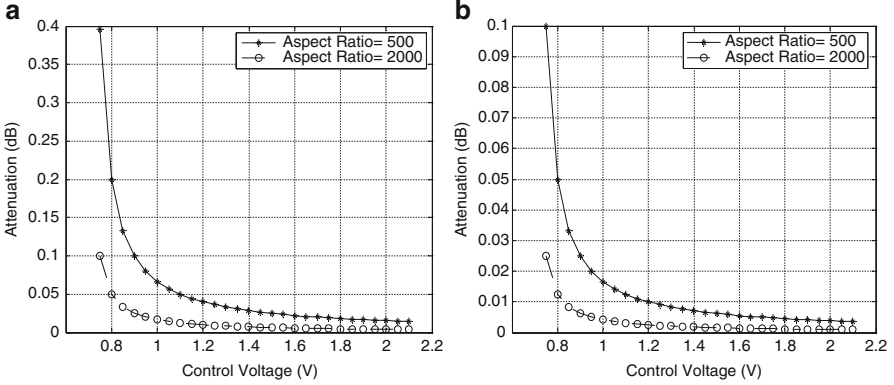 a
0.4
0.35
0.3
0.25
0.2
0.15
0.1
0.05
0
Attenuation (dB)
Aspect Ratio= 500
Aspect Ratio= 2000
0.8 1 1.2 1.4 1.6 1.8 2 2.2
Control Voltage (V)
b
0.1
0.09
0.08
0.07
0.06
0.05
0.04
0.03
0.02
0.01
0
Attenuation (dB)
Aspect Ratio= 500
Aspect Ratio= 2000
0.8 1 1.2 1.4 1.6 1.8 2 2.2
Control Voltage (V)